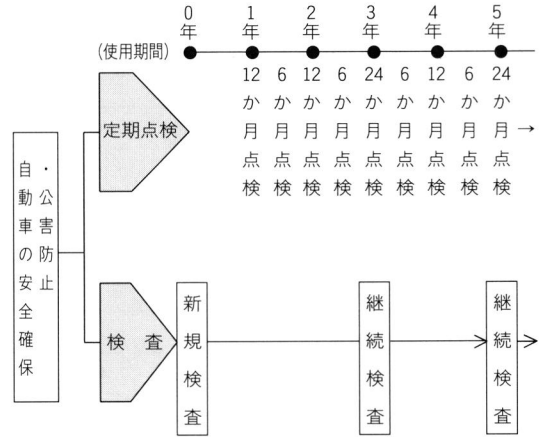 0年
1年
2年
3年
4年
5年
(使用期間)
12か月点検
6か月点検
12か月点検
6か月点検
24か月点検
6か月点検
12か月点検
6か月点検
24か月点検
→
定期点検
自動車の安全確保
・公害防止
検 査
新規検査
継続検査
継続検査